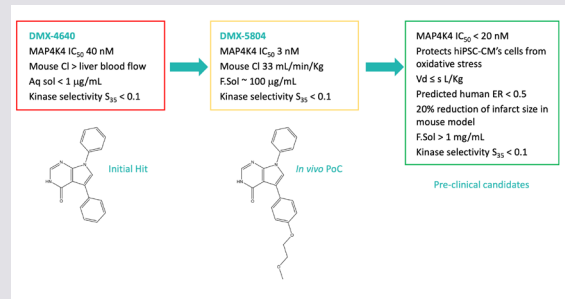 DMX-4640
MAP4K4 IC50 40 nM
Mouse Cl > liver blood flow
Aq sol < 1 μg/mL
Kinase selectivity S35 < 0.1
Initial Hit
DMX-5804
MAP4K4 IC50 3 nM
Mouse Cl 33 mL/min/Kg
F.Sol ~ 100 μg/mL
Kinase selectivity S35 < 0.1
In vivo PoC
MAP4K4 IC50 < 20 nM
Protects hiPSC-CM's cells from
oxidative stress
Vd ≤ s L/Kg
Predicted human ER < 0.5
20% reduction of infarct size in
mouse model
F.Sol > 1 mg/mL
Kinase selectivity S35 < 0.1
Pre-clinical candidates